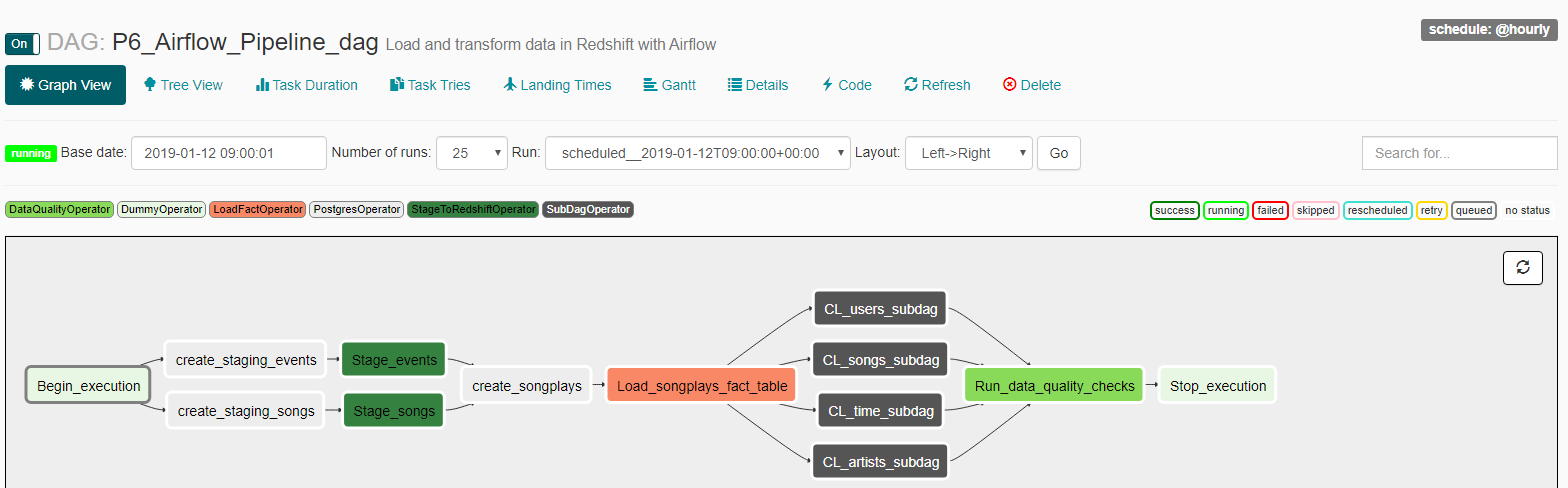 On DAG: P6_Airflow_Pipeline_dag Load and transform data in Redshift with Airflow
schedule: @hourly
Graph View Tree View Task Duration Task Tries Landing Times Gantt Details Code Refresh Delete
running Base date: 2019-01-12 09:00:01 Number of runs: 25 Run: scheduled__2019-01-12T09:00:00+00:00 Layout: Left->Right Go Search for...
DataQualityOperator DummyOperator LoadFactOperator PostgresOperator StageToRedshiftOperator SubDagOperator
success running failed skipped rescheduled retry queued no status
Begin_execution
create_staging_events
create_staging_songs
Stage_events
Stage_songs
create_songplays
Load_songplays_fact_table
CL_users_subdag
CL_songs_subdag
CL_time_subdag
CL_artists_subdag
Run_data_quality_checks
Stop_execution